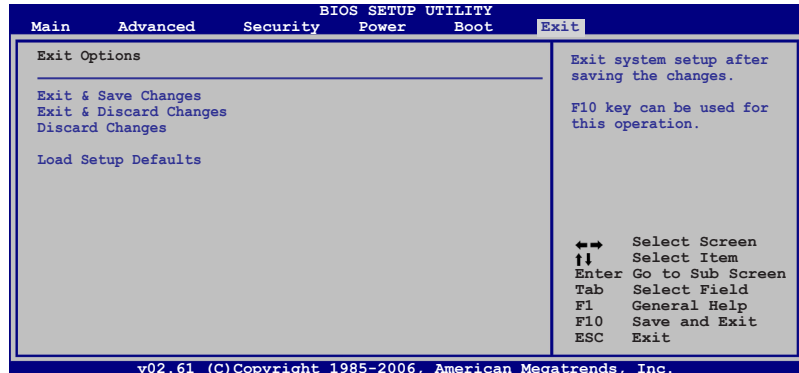 BIOS SETUP UTILITY
Main Advanced Security Power Boot Exit
Exit Options
Exit & Save Changes
Exit & Discard Changes
Discard Changes
Load Setup Defaults
Exit system setup after
saving the changes.
F10 key can be used for
this operation.
←→ Select Screen
↑↓ Select Item
Enter Go to Sub Screen
Tab Select Field
F1 General Help
F10 Save and Exit
ESC Exit
v02.61 (C)Copyright 1985-2006, American Megatrends, Inc.